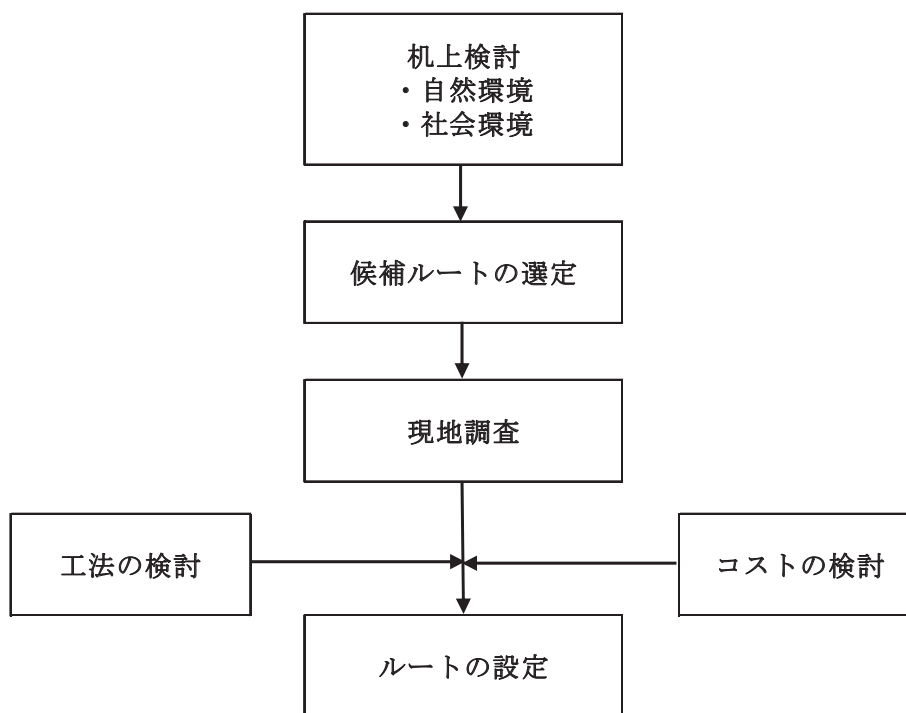 机上検討
・自然環境
・社会環境
候補ルートの選定
現地調査
工法の検討
コストの検討
ルートの設定